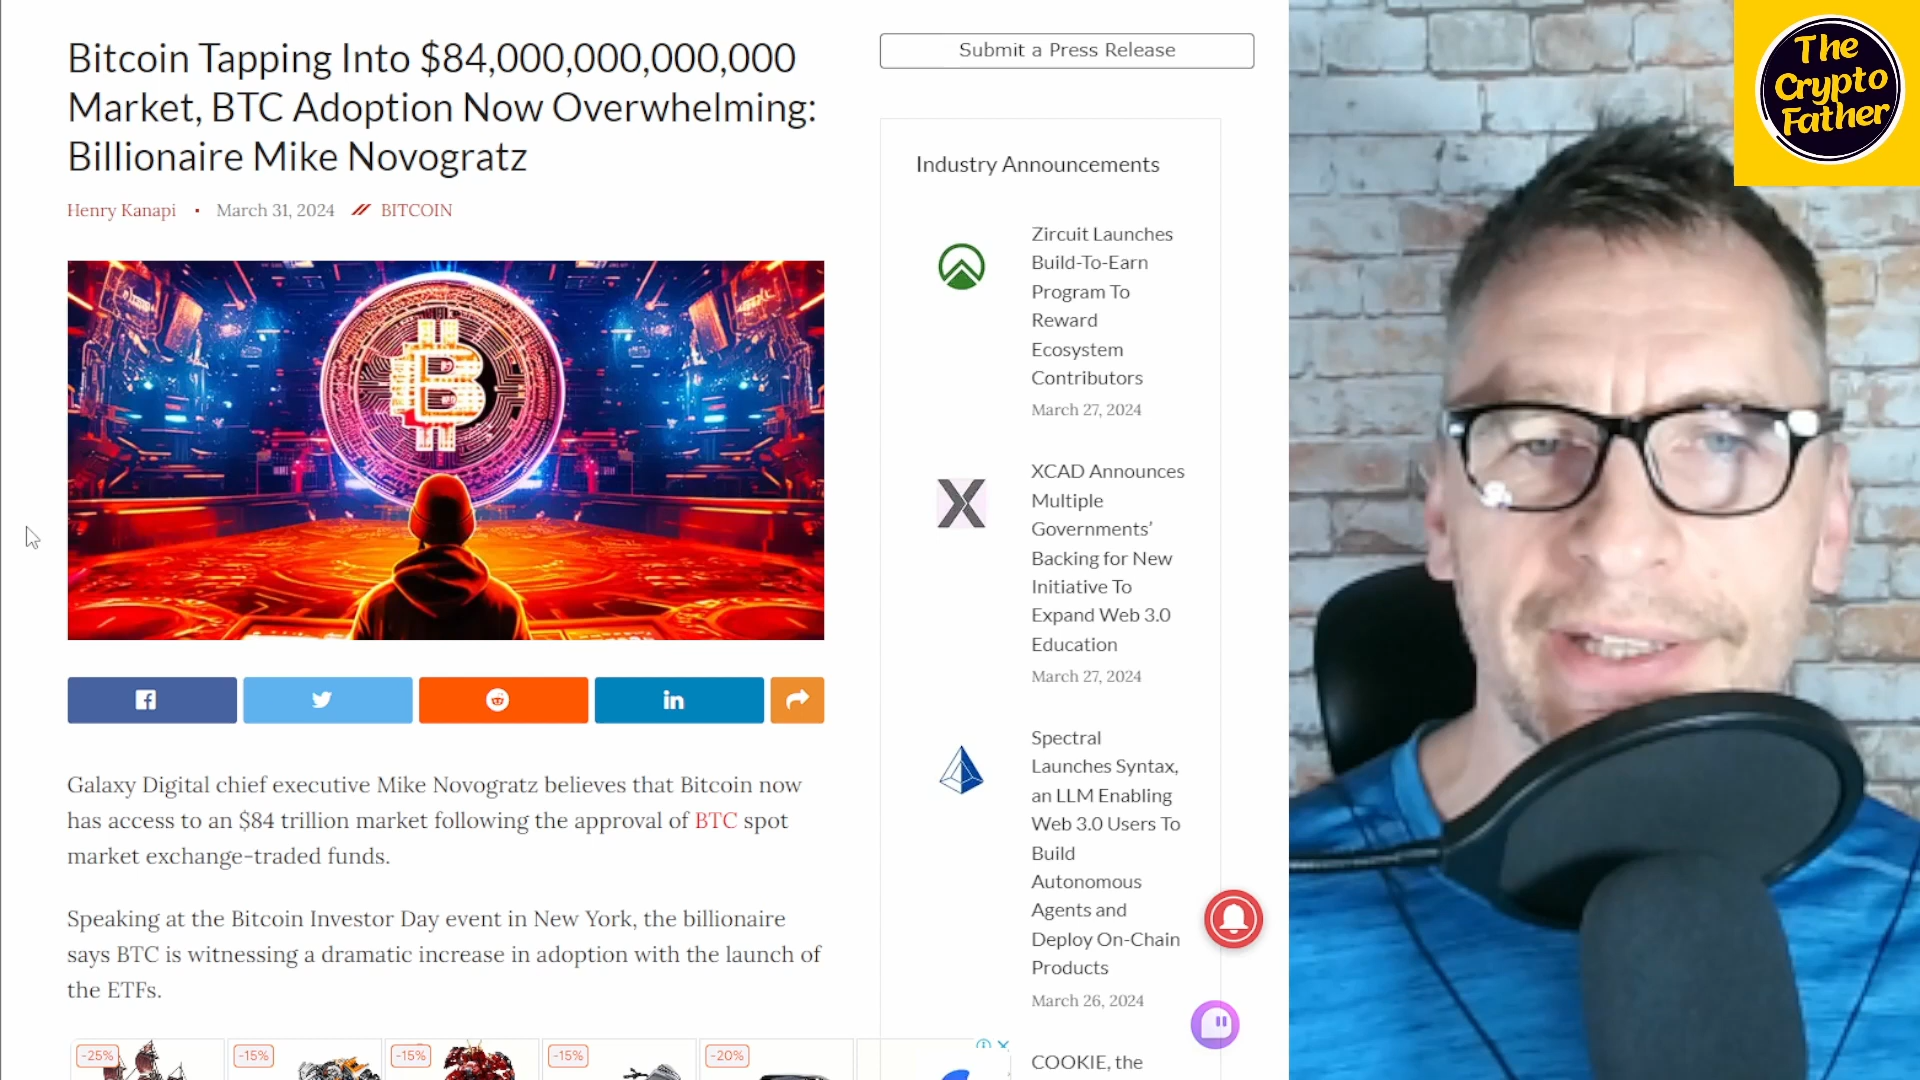 Bitcoin Tapping Into $84,000,000,000,000
Market, BTC Adoption Now Overwhelming:
Billionaire Mike Novogratz
Henry Kanapi • March 31, 2024 // BITCOIN
Galaxy Digital chief executive Mike Novogratz believes that Bitcoin now
has access to an $84 trillion market following the approval of BTC spot
market exchange-traded funds.
Speaking at the Bitcoin Investor Day event in New York, the billionaire
says BTC is witnessing a dramatic increase in adoption with the launch of
the ETFs.
-25%
-15%
-15%
-15%
-20%
Submit a Press Release
Industry Announcements
Zircuit Launches
Build-To-Earn
Program To
Reward
Ecosystem
Contributors
March 27, 2024
XCAD Announces
Multiple
Governments’
Backing for New
Initiative To
Expand Web 3.0
Education
March 27, 2024
Spectral
Launches Syntax,
an LLM Enabling
Web 3.0 Users To
Build
Autonomous
Agents and
Deploy On-Chain
Products
March 26, 2024
COOKIE, the
The
Crypto
Father